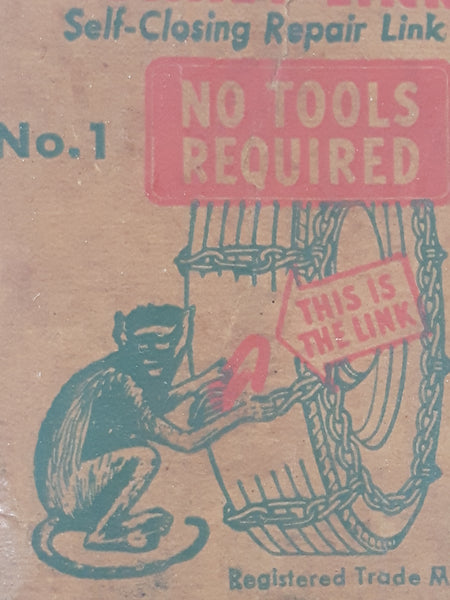 Self-Closing Repair Link
NO TOOLS
REQUIRED
No.1
THIS IS
THE LINK
Registered Trade M